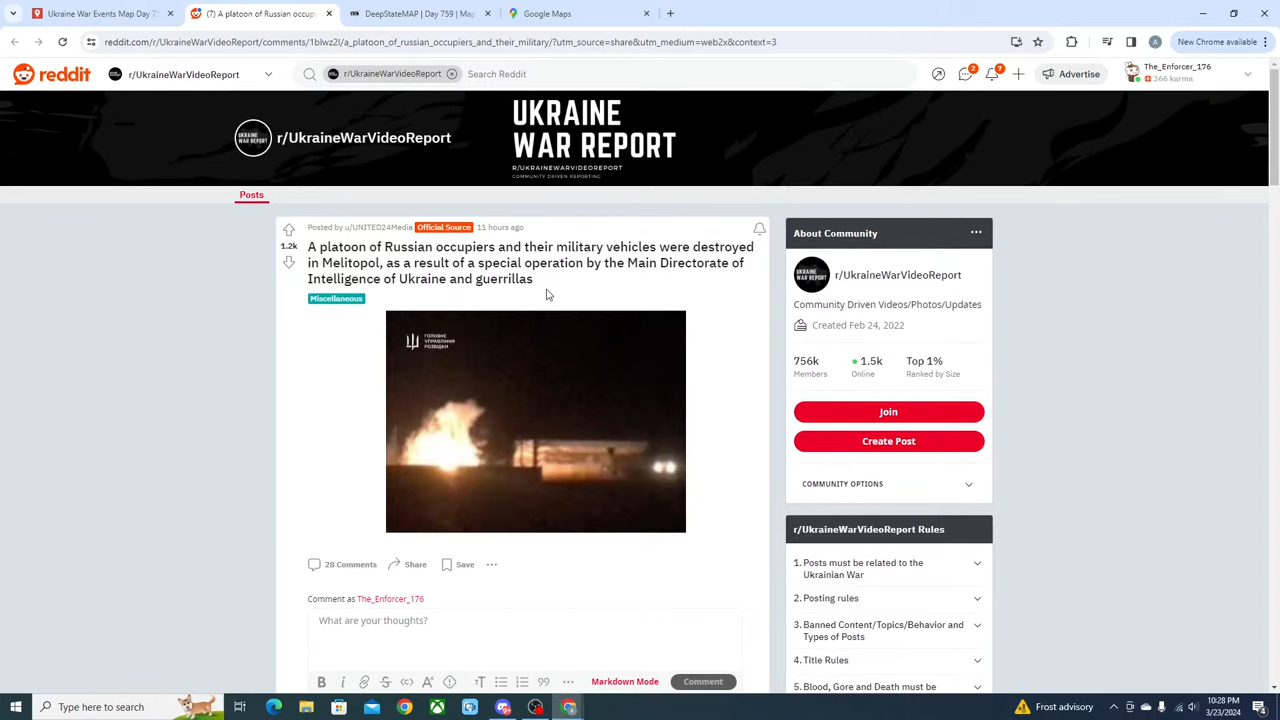 War Events Map Day 7
(7) A platoon of Russian occup
DeepStateMAP | Day 759 | Map
Google Maps
reddit.com/r/UkraineWarVideoReport/comments/1blwz2l/a_platoon_of_russian_occupiers_and_their_military/?utm_source=share&utm_medium=web2x&context=3
A
New Chrome available
reddit
r/UkraineWarVideoReport
r/UkraineWarVideoReport
Search Reddit
2
7
Advertise
The_Enforcer_176
366 karma
UKRAINE
WAR REPORT
R/UKRAINEWARVIDEOREPORT
COMMUNITY DRIVEN REPORTING
r/UkraineWarVideoReport
Posts
Posted by u/UNITED24Media Official Source 11 hours ago
1.2k
A platoon of Russian occupiers and their military vehicles were destroyed
in Melitopol, as a result of a special operation by the Main Directorate of
Intelligence of Ukraine and guerrillas
Miscellaneous
ГОЛОВНЕ
УПРАВЛІННЯ
РОЗВІДКИ
28 Comments
Share
Save
Comment as The_Enforcer_176
What are your thoughts?
Markdown Mode
Comment
About Community
r/UkraineWarVideoReport
Community Driven Videos/Photos/Updates
Created Feb 24, 2022
756k
1.5k
Top 1%
Members
Online
Ranked by Size
Join
Create Post
COMMUNITY OPTIONS
r/UkraineWarVideoReport Rules
1. Posts must be related to the
Ukrainian War
2. Posting rules
3. Banned Content/Topics/Behavior and
Types of Posts
4. Title Rules
5. Blood, Gore and Death must be
Type here to search
Frost advisory
10:28 PM
3/23/2024